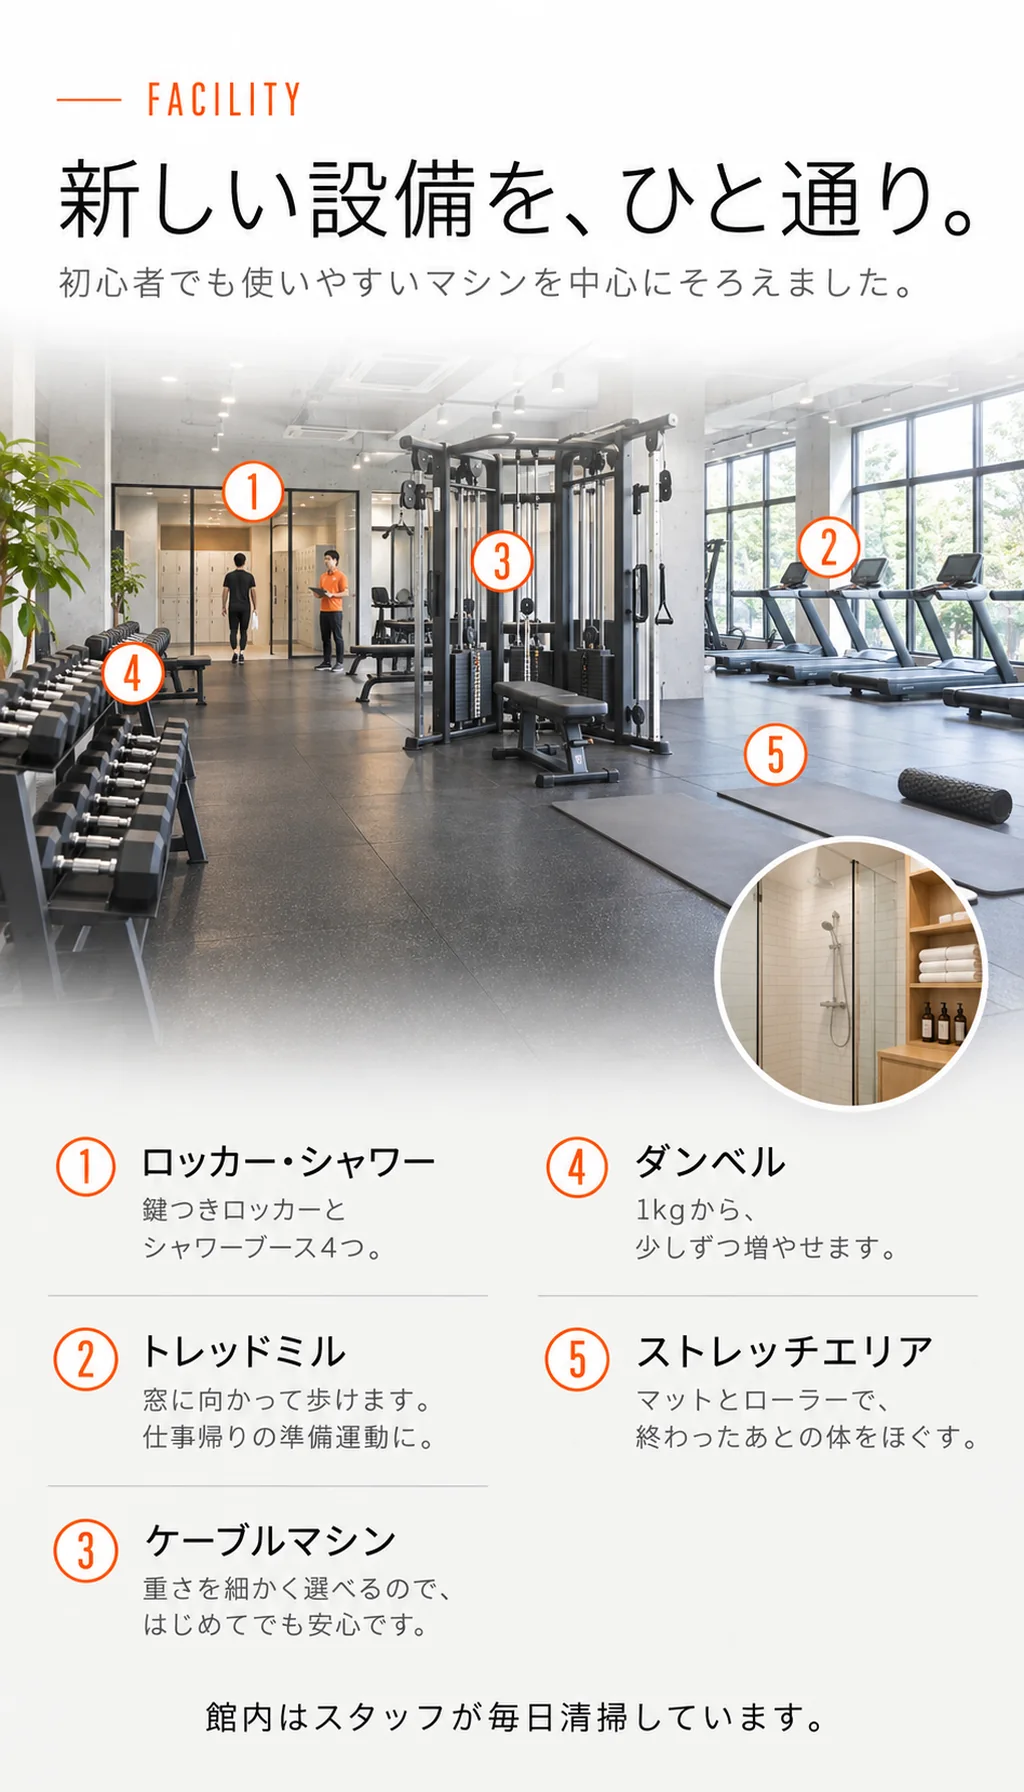 FACILITY
新しい設備を、ひと通り。
初心者でも使いやすいマシンを中心にそろえました。
1
3
2
4
5
1 ロッカー・シャワー
鍵つきロッカーと
シャワーブース4つ。
2 トレッドミル
窓に向かって歩けます。
仕事帰りの準備運動に。
3 ケーブルマシン
重さを細かく選べるので、
はじめてでも安心です。
4 ダンベル
1kgから、
少しずつ増やせます。
5 ストレッチエリア
マットとローラーで、
終わったあとの体をほぐす。
館内はスタッフが毎日清掃しています。